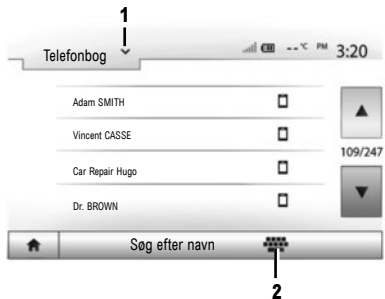 1
Telefonbog --°C PM 3:20
Adam SMITH
Vincent CASSE
109/247
Car Repair Hugo
Dr. BROWN
Søg efter navn
2